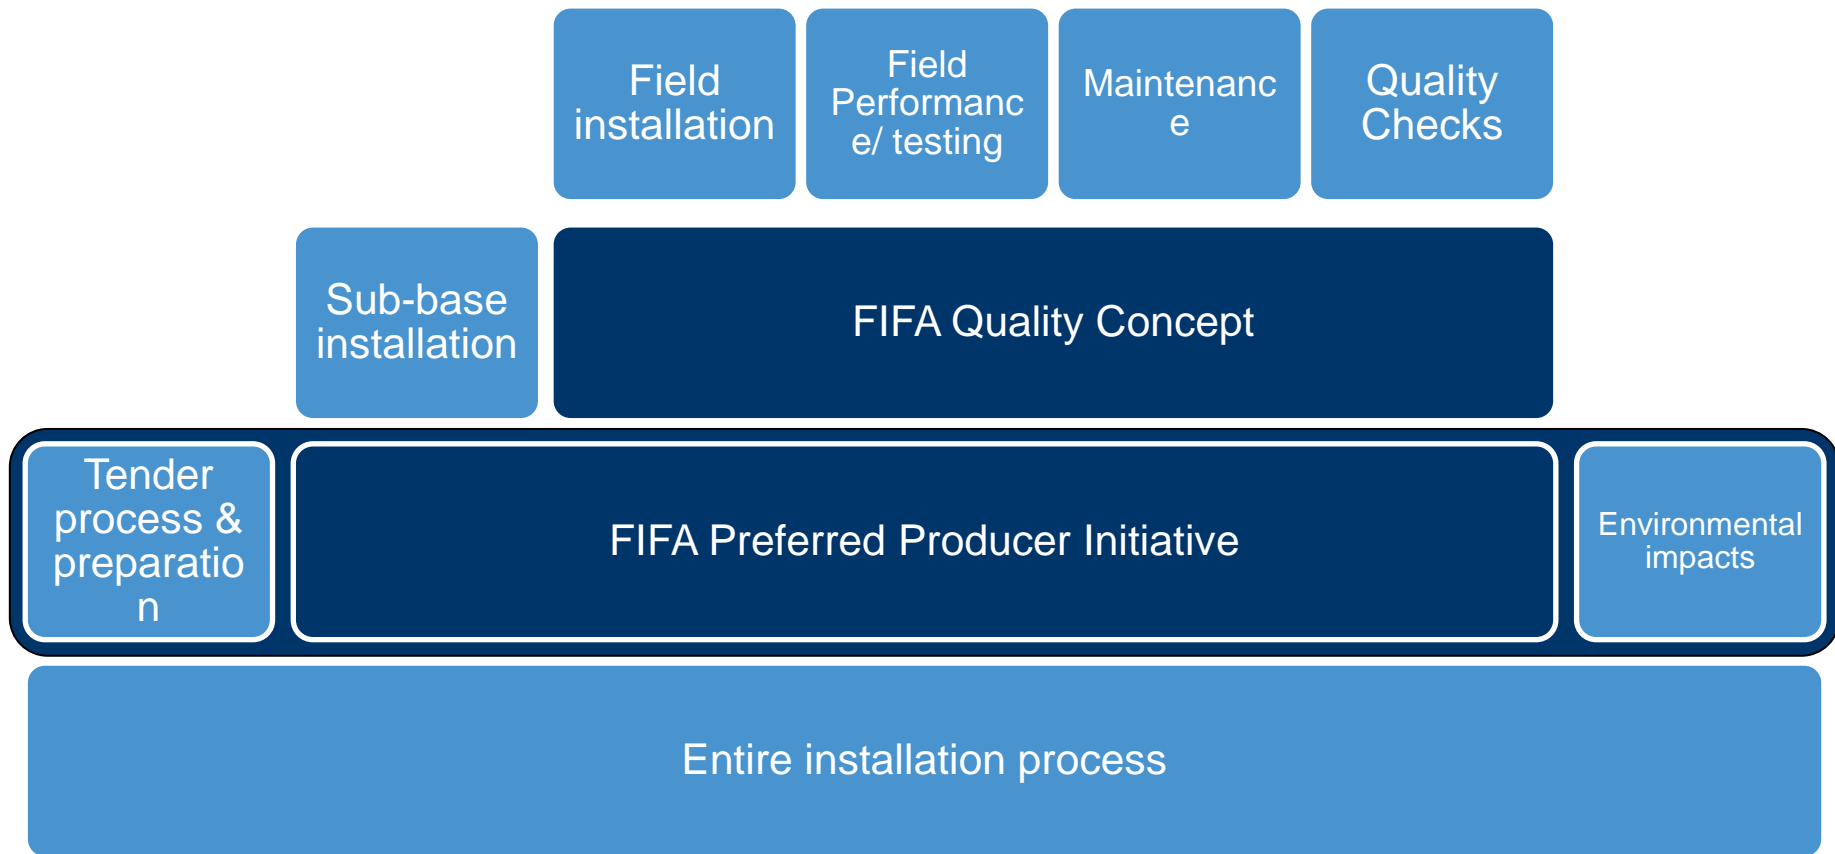 Field
installation
Field
Performanc
e/ testing
Maintenanc
e
Quality
Checks
Sub-base
installation
FIFA Quality Concept
Tender
process &
preparatio
n
FIFA Preferred Producer Initiative
Environmental
impacts
Entire installation process